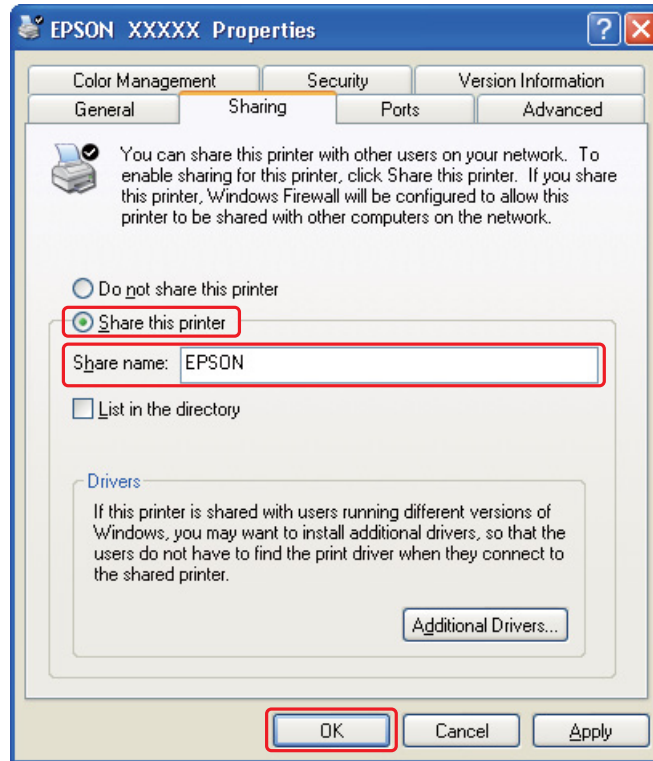 EPSON XXXXX Properties
Color Management Security Version Information
General Sharing Ports Advanced
You can share this printer with other users on your network. To
enable sharing for this printer, click Share this printer. If you share
this printer, Windows Firewall will be configured to allow this
printer to be shared with other computers on the network.
Do not share this printer
Share this printer
Share name: EPSON
List in the directory
Drivers
If this printer is shared with users running different versions of
Windows, you may want to install additional drivers, so that the
users do not have to find the print driver when they connect to
the shared printer.
Additional Drivers...
OK Cancel Apply